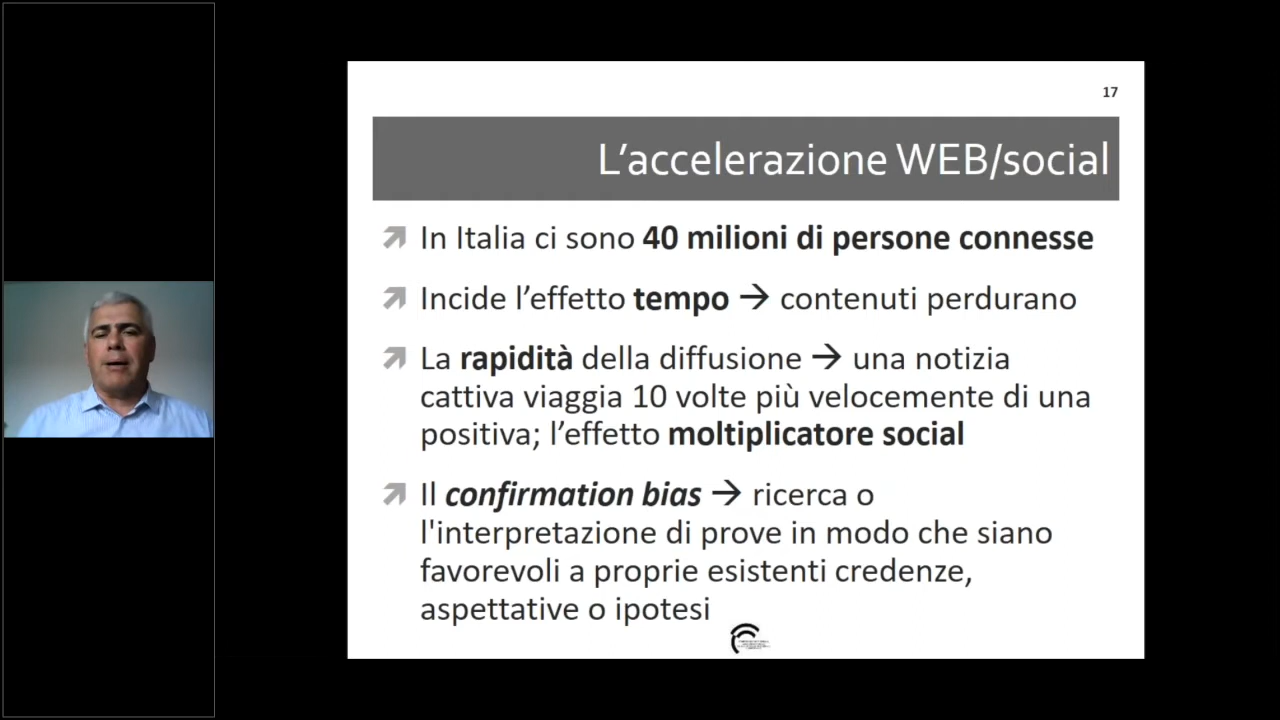 17
L’accelerazione WEB/social
In Italia ci sono 40 milioni di persone connesse
Incide l’effetto tempo → contenuti perdurano
La rapidità della diffusione → una notizia
cattiva viaggia 10 volte più velocemente di una
positiva; l’effetto moltiplicatore social
Il confirmation bias → ricerca o
l'interpretazione di prove in modo che siano
favorevoli a proprie esistenti credenze,
aspettative o ipotesi